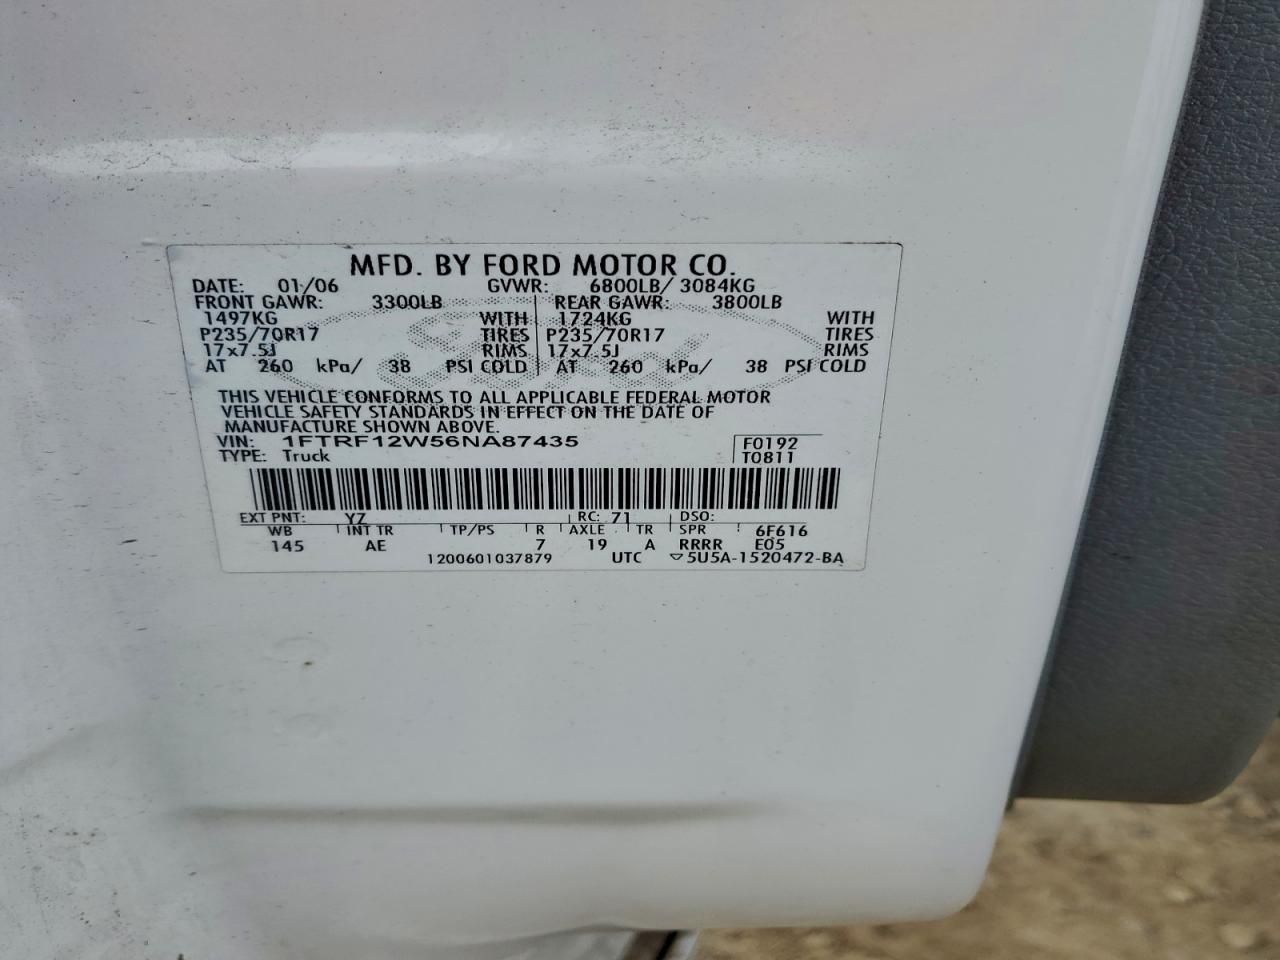 MFD. BY FORD MOTOR CO.
DATE: 01/06 GVWR: 6800LB/ 3084KG
FRONT GAWR: 3300LB REAR GAWR: 3800LB
1497KG WITH 1724KG WITH
P235/70R17 TIRES P235/70R17 TIRES
17x7.5J RIMS 17x7.5J RIMS
AT 260 kPa/ 38 PSI COLD AT 260 kPa/ 38 PSI COLD
THIS VEHICLE CONFORMS TO ALL APPLICABLE FEDERAL MOTOR
VEHICLE SAFETY STANDARDS IN EFFECT ON THE DATE OF
MANUFACTURE SHOWN ABOVE.
VIN: 1FTRF12W56NA87435 F0192
TYPE: Truck T0811
EXT PNT: YZ RC: 71 DSO:
WB INT TR TP/PS R AXLE TR SPR 6F616
145 AE 7 19 A RRRR E05
1200601037879 UTC ▽5U5A-1520472-BA